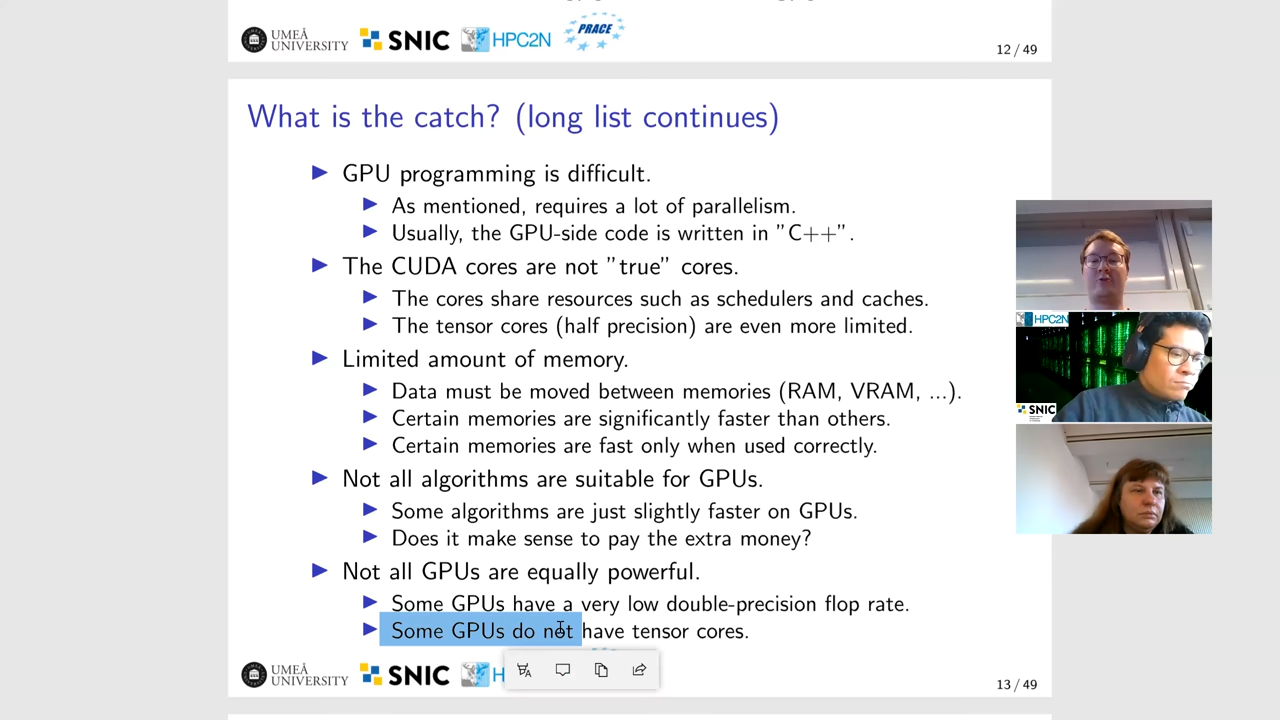 UMEÅ
UNIVERSITY
SNIC
HPC2N
PRACE
12 / 49
What is the catch? (long list continues)
GPU programming is difficult.
As mentioned, requires a lot of parallelism.
Usually, the GPU-side code is written in "C++".
The CUDA cores are not "true" cores.
The cores share resources such as schedulers and caches.
The tensor cores (half precision) are even more limited.
Limited amount of memory.
Data must be moved between memories (RAM, VRAM, ...).
Certain memories are significantly faster than others.
Certain memories are fast only when used correctly.
Not all algorithms are suitable for GPUs.
Some algorithms are just slightly faster on GPUs.
Does it make sense to pay the extra money?
Not all GPUs are equally powerful.
Some GPUs have a very low double-precision flop rate.
Some GPUs do not have tensor cores.
UMEÅ
UNIVERSITY
SNIC
H
13 / 49
HPC2N
SNIC